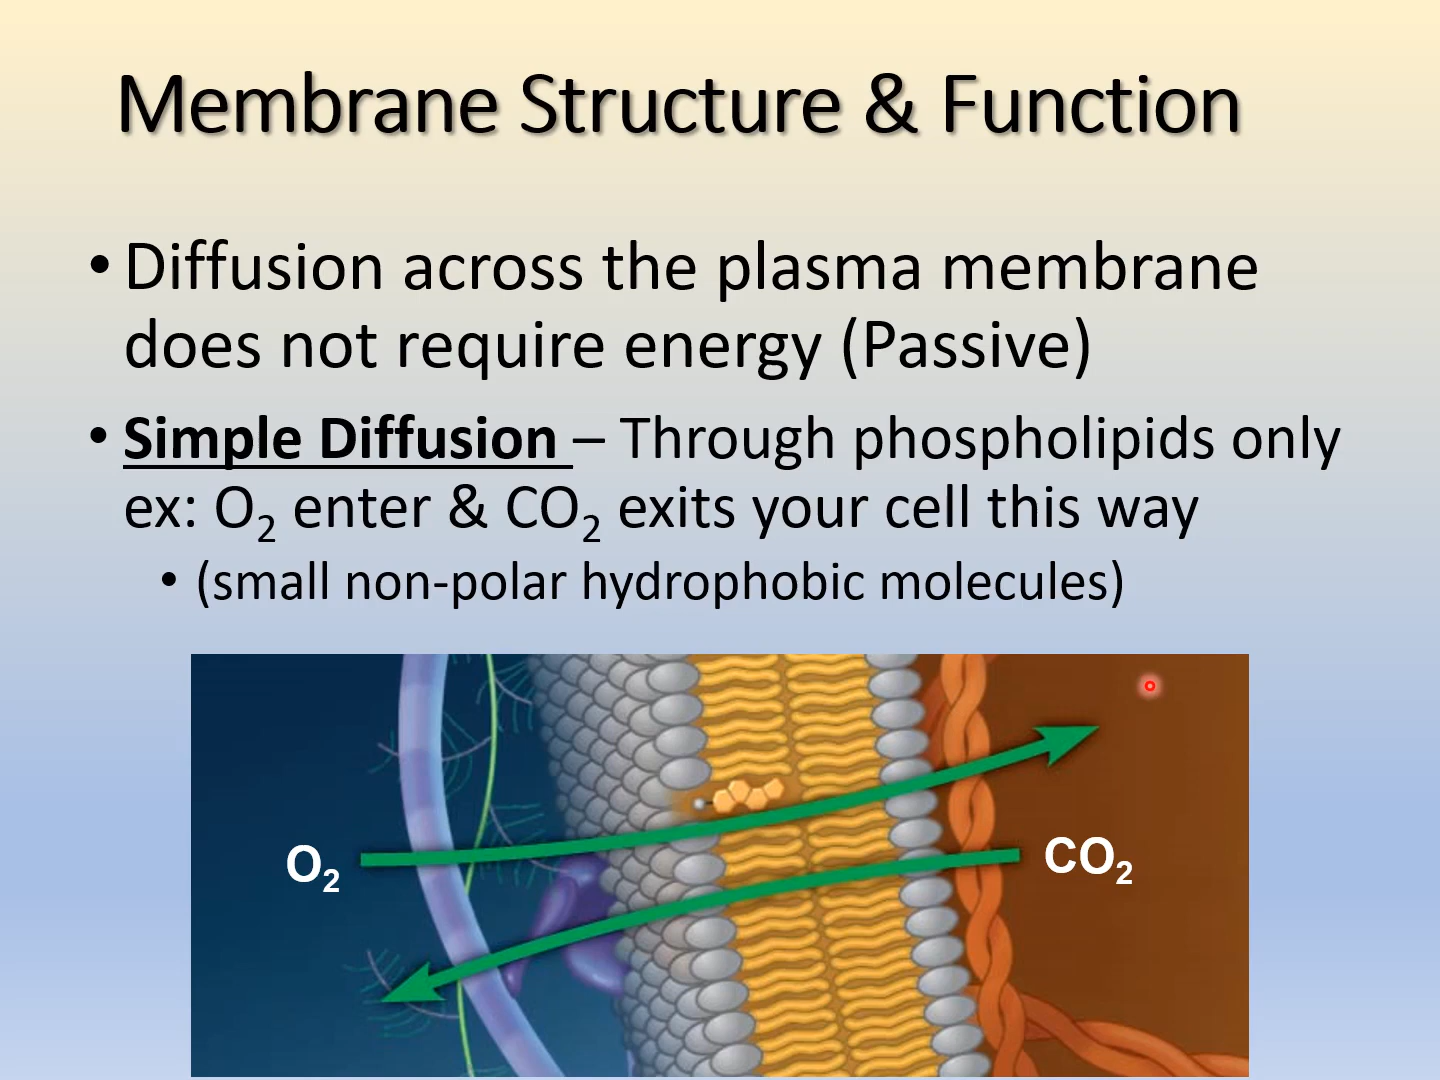 Membrane Structure & Function
• Diffusion across the plasma membrane
does not require energy (Passive)
• Simple Diffusion – Through phospholipids only
ex: O₂ enter & CO₂ exits your cell this way
• (small non-polar hydrophobic molecules)
O₂
CO₂